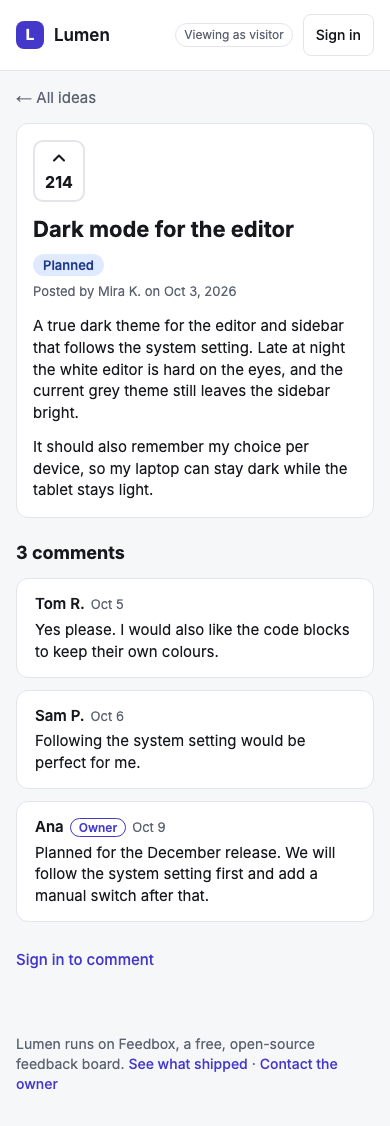 L Lumen Viewing as visitor Sign in
← All ideas
214
Dark mode for the editor
Planned
Posted by Mira K. on Oct 3, 2026
A true dark theme for the editor and sidebar
that follows the system setting. Late at night
the white editor is hard on the eyes, and the
current grey theme still leaves the sidebar
bright.
It should also remember my choice per
device, so my laptop can stay dark while the
tablet stays light.
3 comments
Tom R. Oct 5
Yes please. I would also like the code blocks
to keep their own colours.
Sam P. Oct 6
Following the system setting would be
perfect for me.
Ana Owner Oct 9
Planned for the December release. We will
follow the system setting first and add a
manual switch after that.
Sign in to comment
Lumen runs on Feedbox, a free, open-source
feedback board. See what shipped · Contact the
owner